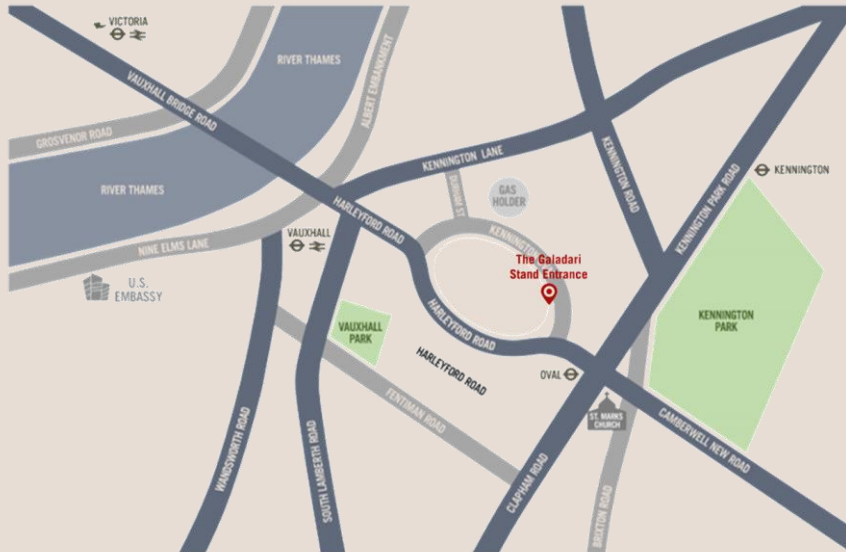 VICTORIA
RIVER THAMES
VAUXHALL BRIDGE ROAD
ALBERT EMBANKMENT
GROSVENOR ROAD
RIVER THAMES
KENNINGTON LANE
KENNINGTON ROAD
KENNINGTON PARK ROAD
KENNINGTON
DURHAM ST
GAS
HOLDER
HARLEYFORD ROAD
VAUXHALL
NINE ELMS LANE
U.S.
EMBASSY
KENNINGTON
The Galadari
Stand Entrance
HARLEYFORD ROAD
VAUXHALL
PARK
HARLEYFORD ROAD
KENNINGTON
PARK
OVAL
ST. MARKS
CHURCH
FENTIMAN ROAD
CAMBERWELL NEW ROAD
WANDSWORTH ROAD
SOUTH LAMBERTH ROAD
CLAPHAM ROAD
BRIXTON ROAD